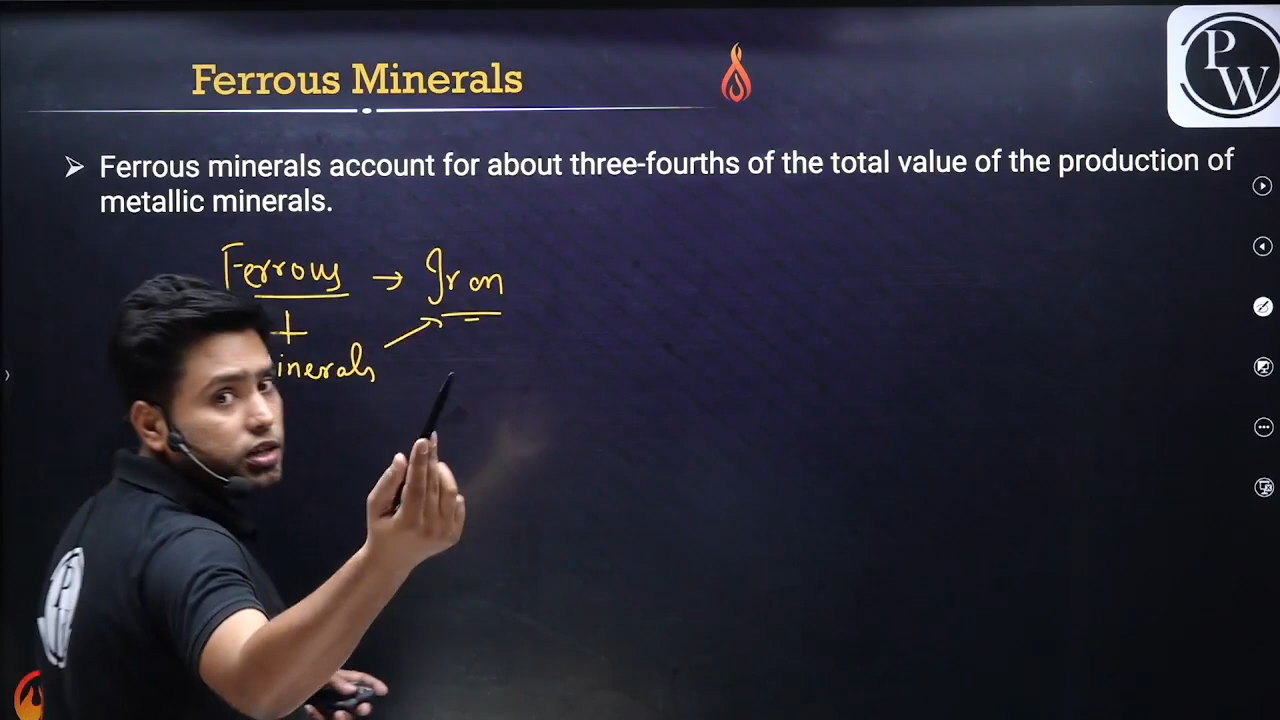 Ferrous Minerals
PW
➢ Ferrous minerals account for about three-fourths of the total value of the production of
metallic minerals.
Ferrous → Iron
+
inerals
PW